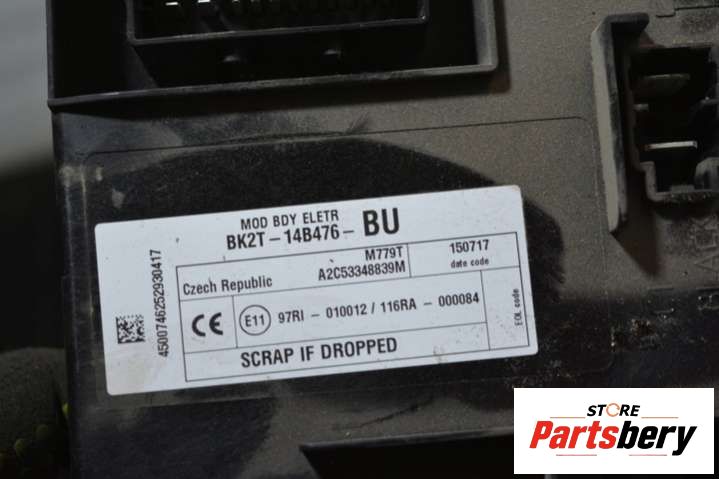 MOD BDY ELETR
BK2T-14B476- BU
Czech Republic
M779T
A2C53348839M
150717
date code
CE
E11
97RI - 010012 / 116RA - 000084
EOL code
SCRAP IF DROPPED
4500746252930417
STORE
Partsbery